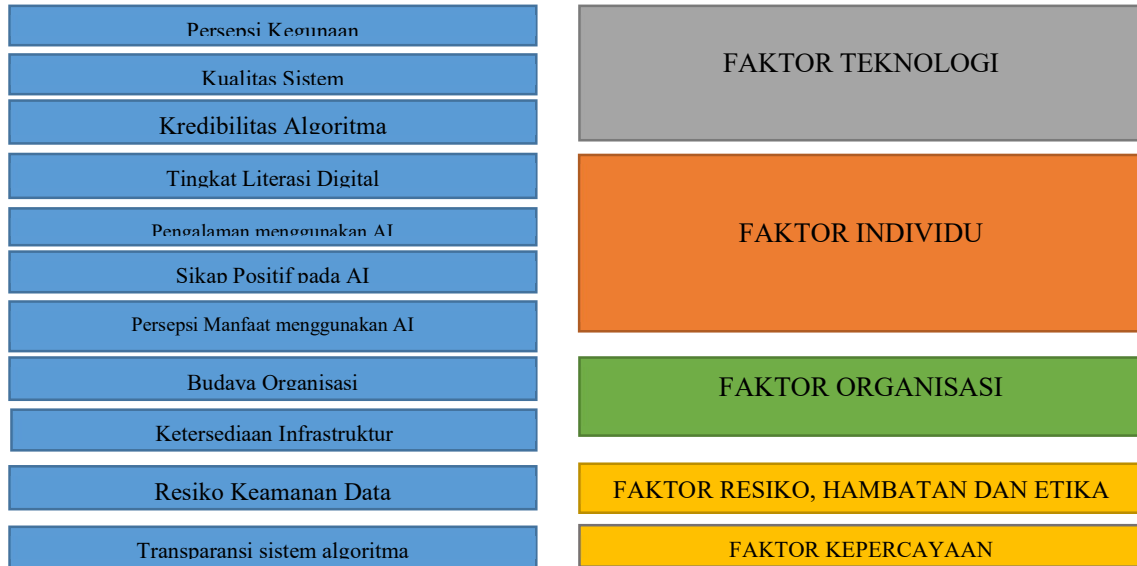 Persepsi Kegunaan
Kualitas Sistem
Kredibilitas Algoritma
FAKTOR TEKNOLOGI
Tingkat Literasi Digital
Pengalaman menggunakan AI
Sikap Positif pada AI
Persepsi Manfaat menggunakan AI
FAKTOR INDIVIDU
Budaya Organisasi
Ketersediaan Infrastruktur
FAKTOR ORGANISASI
Resiko Keamanan Data
FAKTOR RESIKO, HAMBATAN DAN ETIKA
Transparansi sistem algoritma
FAKTOR KEPERCAYAAN